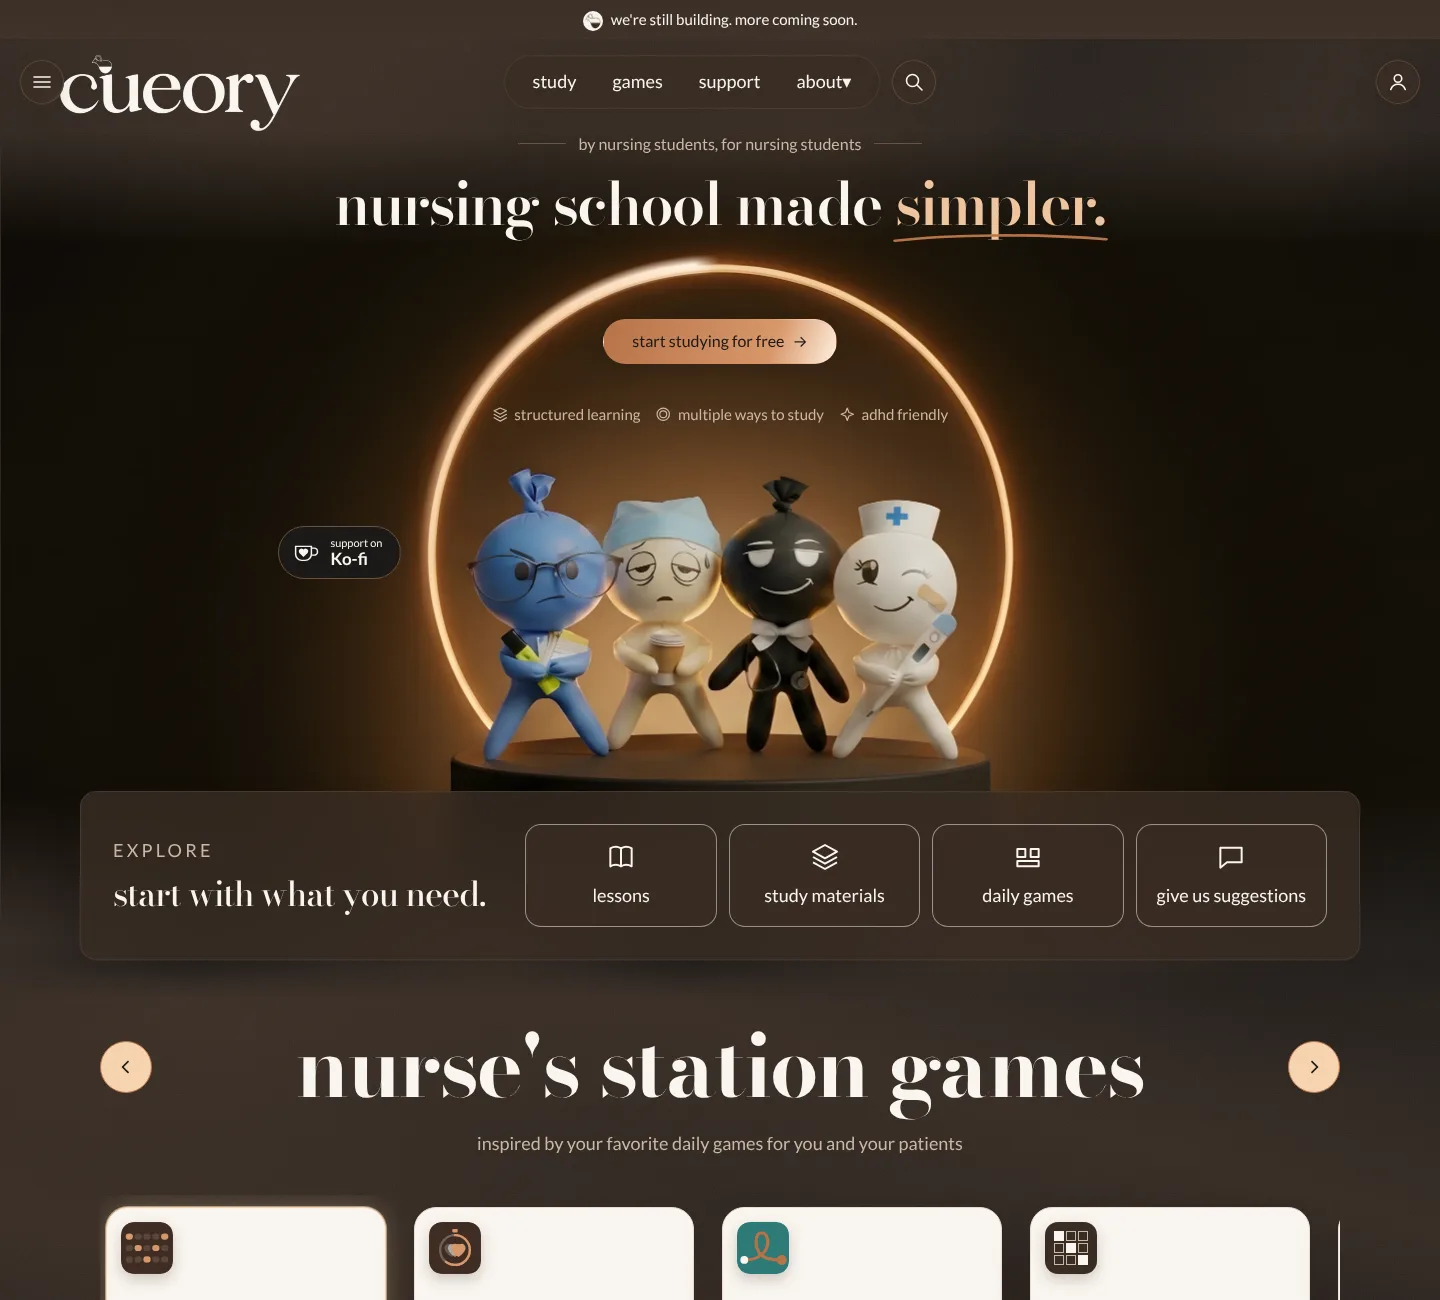 we're still building. more coming soon.
cueory
study games support about▾
by nursing students, for nursing students
nursing school made simpler.
start studying for free →
structured learning multiple ways to study adhd friendly
support on
Ko-fi
EXPLORE
start with what you need.
lessons study materials daily games give us suggestions
nurse's station games
inspired by your favorite daily games for you and your patients